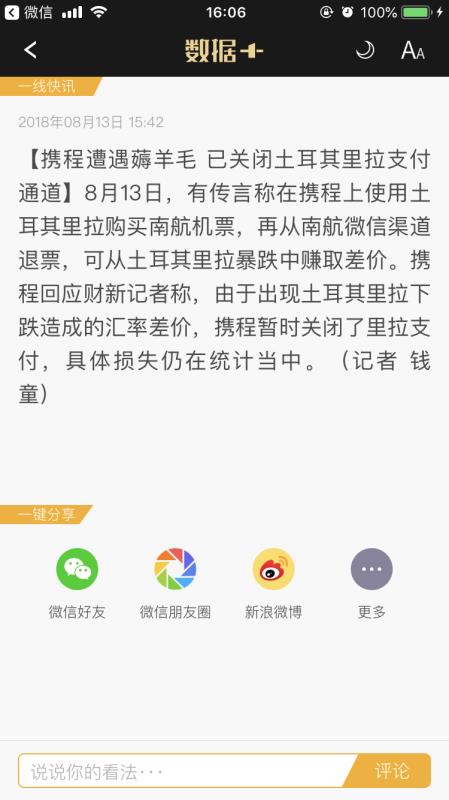 微信
16:06
100%
数据+
AA
一线快讯
2018年08月13日 15:42
【携程遭遇薅羊毛 已关闭土耳其里拉支付
通道】8月13日，有传言称在携程上使用土
耳其里拉购买南航机票，再从南航微信渠道
退票，可从土耳其里拉暴跌中赚取差价。携
程回应财新记者称，由于出现土耳其里拉下
跌造成的汇率差价，携程暂时关闭了里拉支
付，具体损失仍在统计当中。（记者 钱
童）
一键分享
微信好友
微信朋友圈
新浪微博
更多
说说你的看法···
评论